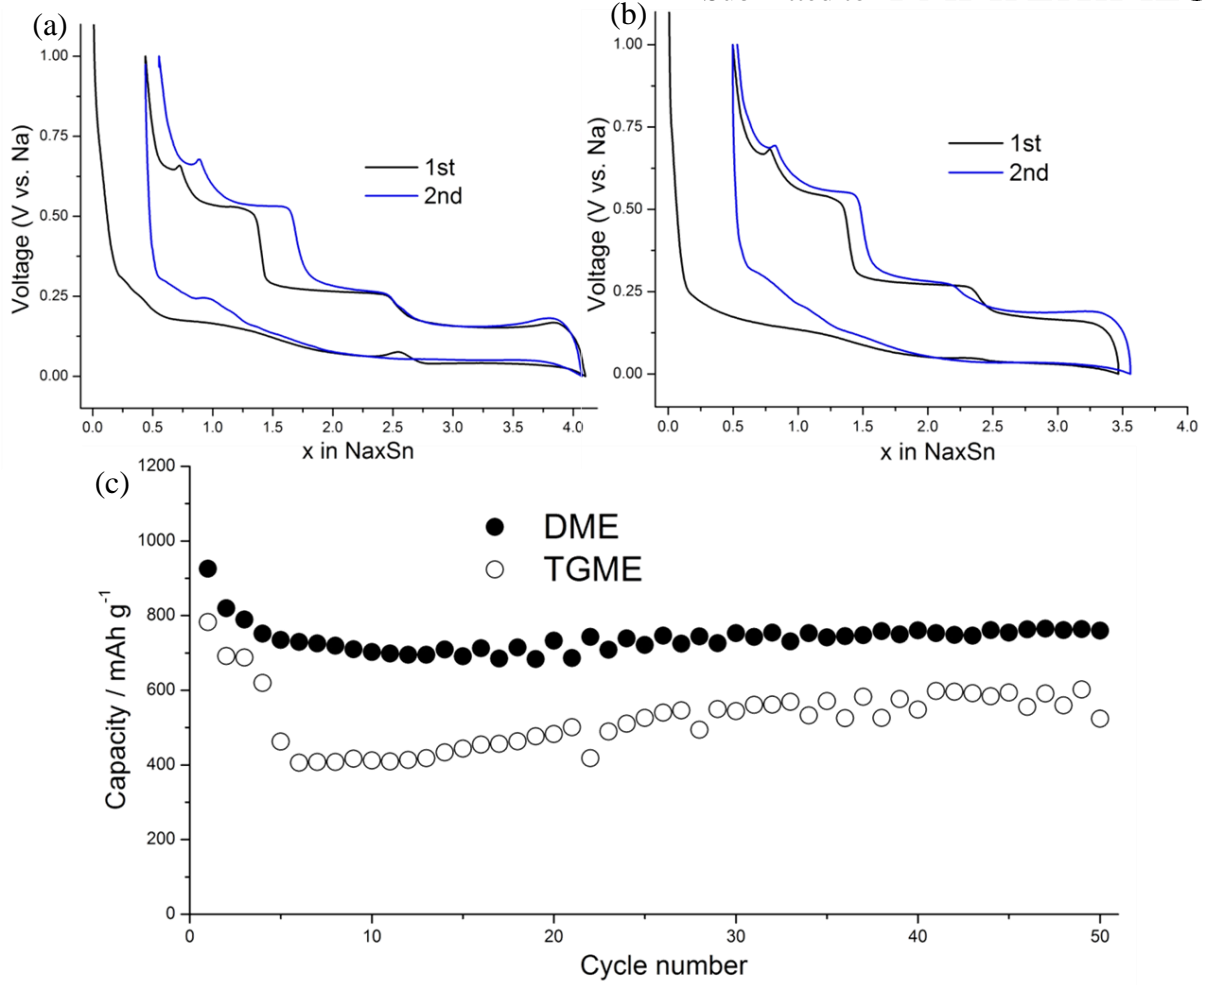 (a)
1.00
0.75
0.50
0.25
0.00
Voltage (V vs. Na)
1st
2nd
0.0 0.5 1.0 1.5 2.0 2.5 3.0 3.5 4.0
x in NaxSn
(b)
1.00
0.75
0.50
0.25
0.00
Voltage (V vs. Na)
1st
2nd
0.0 0.5 1.0 1.5 2.0 2.5 3.0 3.5 4.0
x in NaxSn
(c)
1200
1000
800
600
400
200
0
Capacity / mAh g⁻¹
DME
TGME
0 10 20 30 40 50
Cycle number